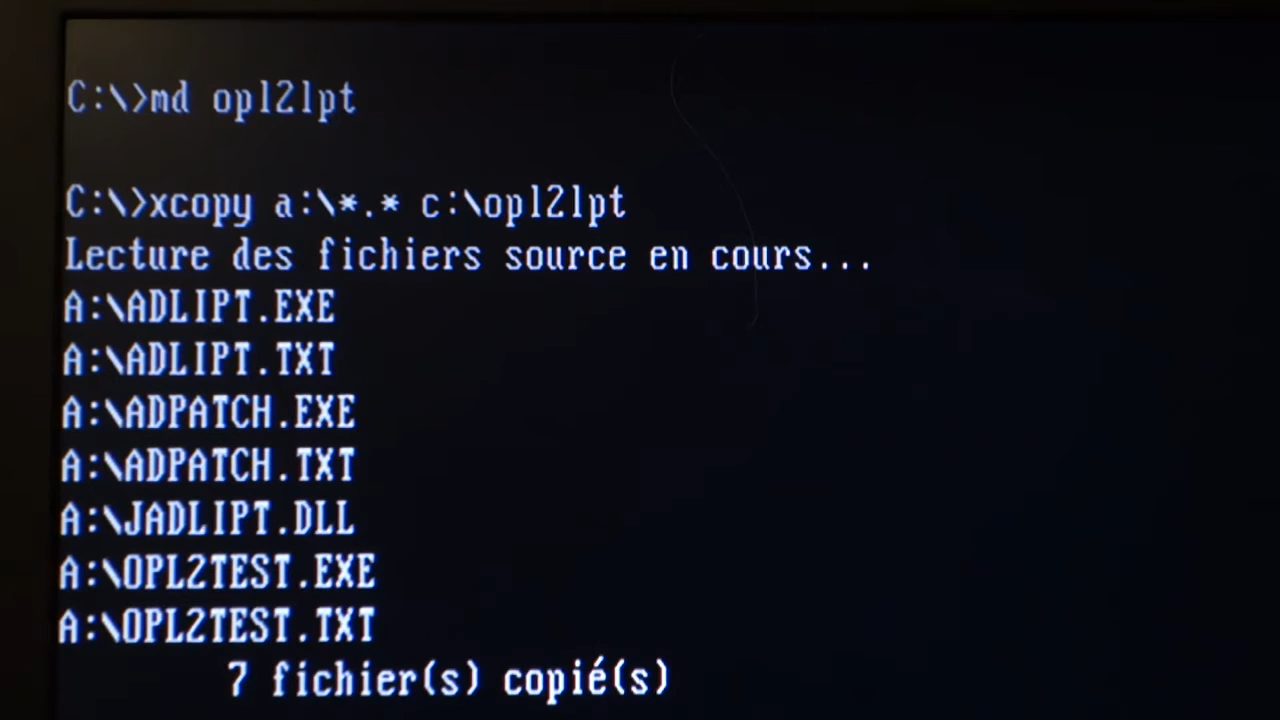 C:\>md opl2lpt
C:\>xcopy a:\*.* c:\opl2lpt
Lecture des fichiers source en cours...
A:\ADLIPT.EXE
A:\ADLIPT.TXT
A:\ADPATCH.EXE
A:\ADPATCH.TXT
A:\JADLIPT.DLL
A:\OPL2TEST.EXE
A:\OPL2TEST.TXT
7 fichier(s) copié(s)